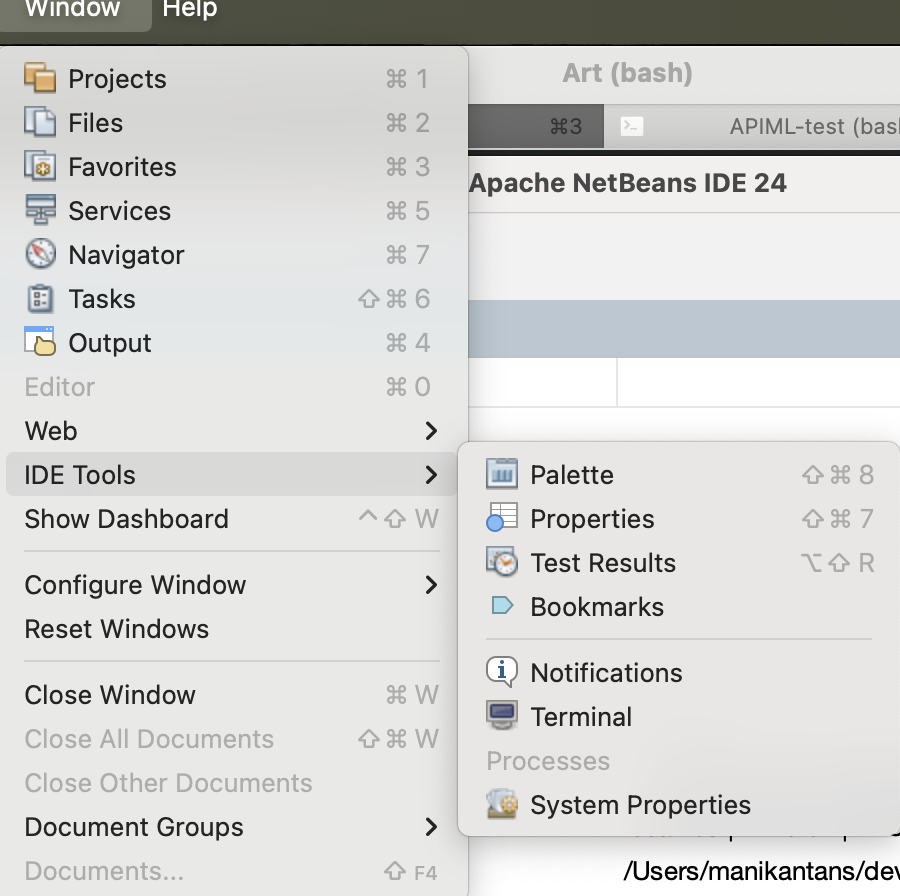 Window Help
Projects ⌘ 1
Files ⌘ 2
Favorites ⌘ 3
Services ⌘ 5
Navigator ⌘ 7
Tasks ⇧ ⌘ 6
Output ⌘ 4
Editor ⌘ 0
Web
IDE Tools
Show Dashboard ^ ⇧ W
Configure Window
Reset Windows
Close Window ⌘ W
Close All Documents ⇧ ⌘ W
Close Other Documents
Document Groups
Documents... ⇧ F4
Art (bash)
⌘3
APIML-test (bas
Apache NetBeans IDE 24
Palette ⇧ ⌘ 8
Properties ⇧ ⌘ 7
Test Results ⌥ ⇧ R
Bookmarks
Notifications
Terminal
Processes
System Properties
/Users/manikantans/dev